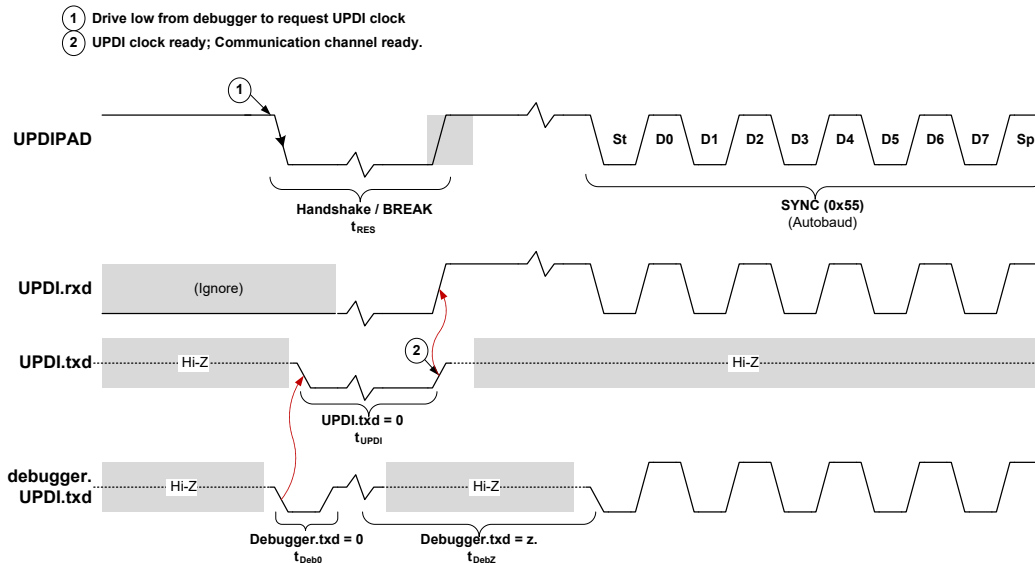 1 Drive low from debugger to request UPDI clock
2 UPDI clock ready; Communication channel ready.
1
UPDIPAD
St D0 D1 D2 D3 D4 D5 D6 D7 Sp
Handshake / BREAK
tRES
SYNC (0x55)
(Autobaud)
UPDI.rxd
(Ignore)
UPDI.txd
Hi-Z
2
Hi-Z
UPDI.txd = 0
tUPDI
debugger.
UPDI.txd
Hi-Z
Hi-Z
Debugger.txd = 0
tDeb0
Debugger.txd = z.
tDebZ